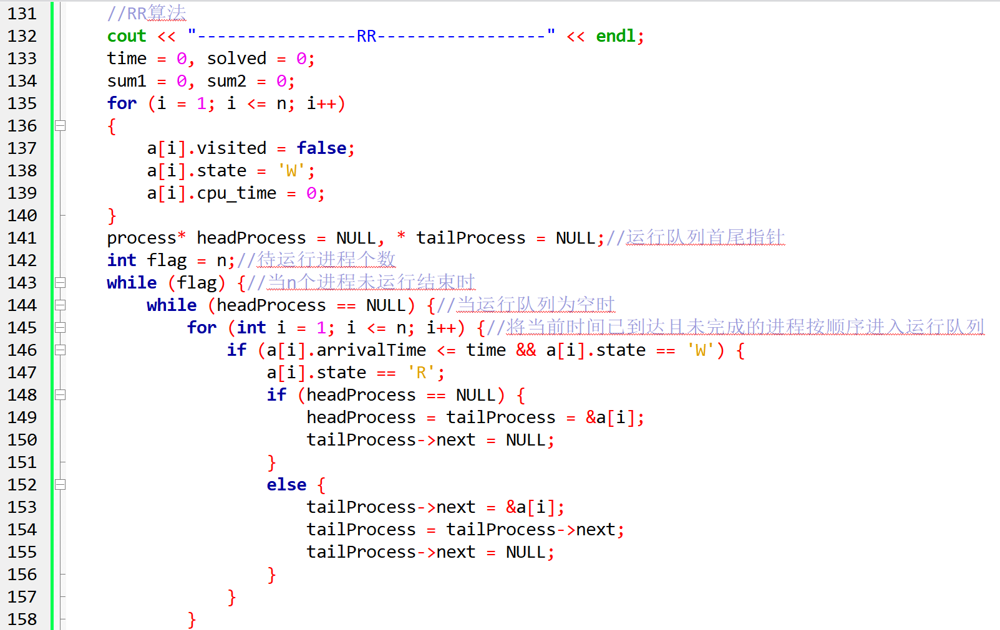 131 //RR算法
132 cout << "----------------RR-----------------" << endl;
133 time = 0, solved = 0;
134 sum1 = 0, sum2 = 0;
135 for (i = 1; i <= n; i++)
136 {
137 a[i].visited = false;
138 a[i].state = 'W';
139 a[i].cpu_time = 0;
140 }
141 process* headProcess = NULL, * tailProcess = NULL;//运行队列首尾指针
142 int flag = n;//待运行进程个数
143 while (flag) {//当n个进程未运行结束时
144 while (headProcess == NULL) {//当运行队列为空时
145 for (int i = 1; i <= n; i++) {//将当前时间已到达且未完成的进程按顺序进入运行队列
146 if (a[i].arrivalTime <= time && a[i].state == 'W') {
147 a[i].state == 'R';
148 if (headProcess == NULL) {
149 headProcess = tailProcess = &a[i];
150 tailProcess->next = NULL;
151 }
152 else {
153 tailProcess->next = &a[i];
154 tailProcess = tailProcess->next;
155 tailProcess->next = NULL;
156 }
157 }
158 }